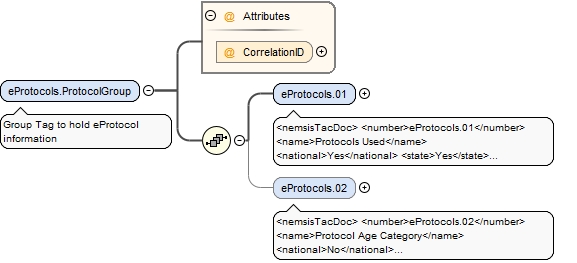 @ Attributes
@ CorrelationID
eProtocols.ProtocolGroup
Group Tag to hold eProtocol
information
eProtocols.01
<nemsisTacDoc> <number>eProtocols.01</number>
<name>Protocols Used</name>
<national>Yes</national> <state>Yes</state>...
eProtocols.02
<nemsisTacDoc> <number>eProtocols.02</number>
<name>Protocol Age Category</name>
<national>No</national>...